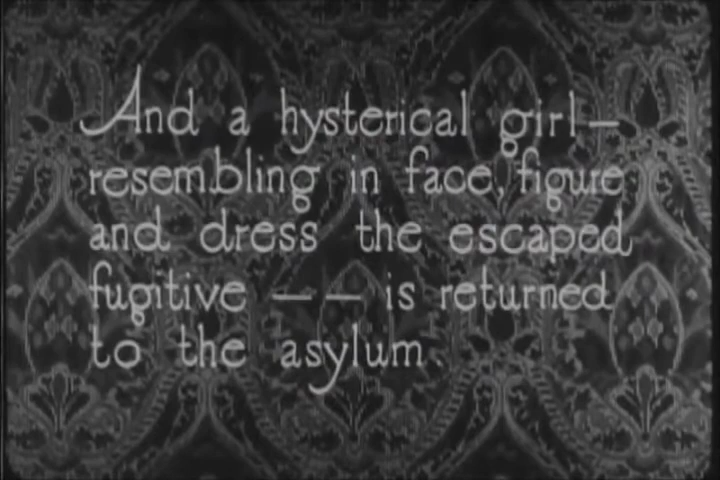 And a hysterical girl—
resembling in face, figure
and dress the escaped
fugitive — — is returned
to the asylum.